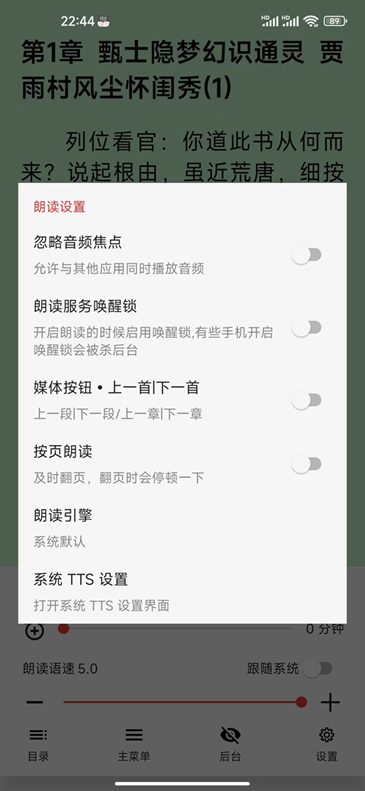 22:44
HD HD 89
第1章 甄士隐梦幻识通灵 贾
雨村风尘怀闺秀(1)
列位看官：你道此书从何而
来？说起根由，虽近荒唐，细按
朗读设置
忽略音频焦点
允许与其他应用同时播放音频
朗读服务唤醒锁
开启朗读的时候启用唤醒锁,有些手机开启
唤醒锁会被杀后台
媒体按钮•上一首|下一首
上一段|下一段/上一章|下一章
按页朗读
及时翻页，翻页时会停顿一下
朗读引擎
系统默认
系统 TTS 设置
打开系统 TTS 设置界面
0 分钟
朗读语速 5.0 跟随系统
目录 主菜单 后台 设置